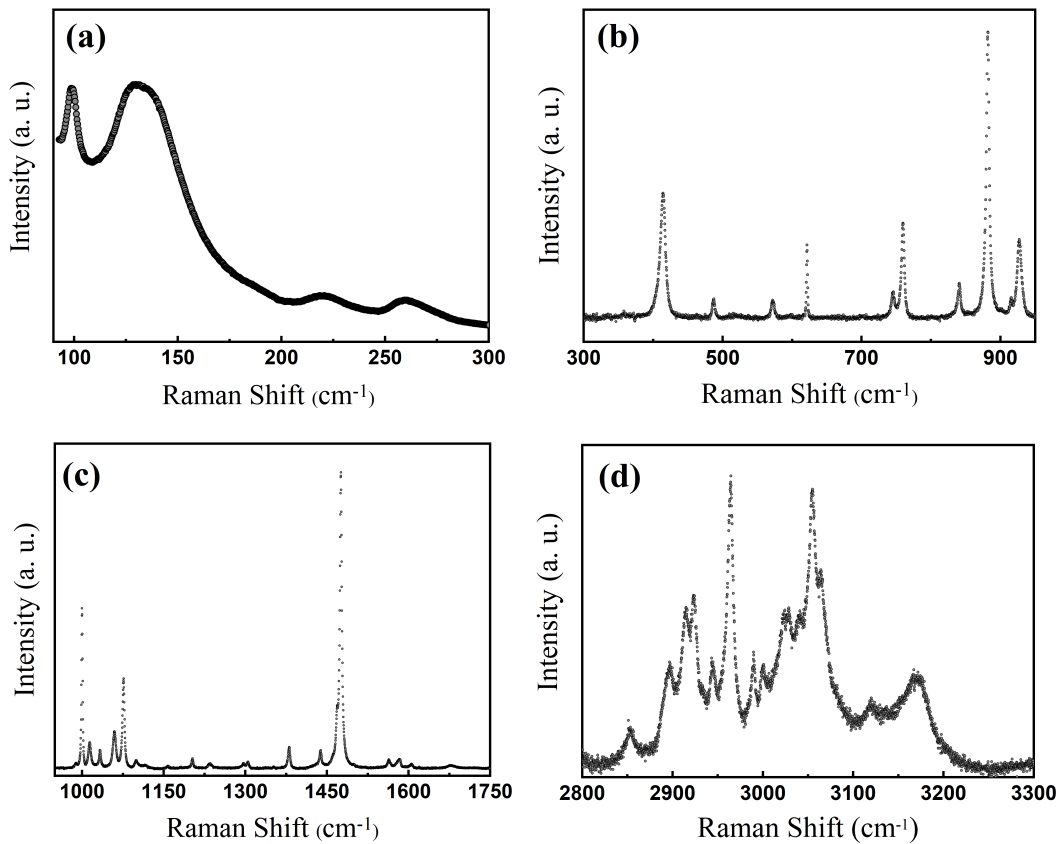 (a)
Intensity (a. u.)
100 150 200 250 300
Raman Shift (cm-1)
(b)
Intensity (a. u.)
300 500 700 900
Raman Shift (cm-1)
(c)
Intensity (a. u.)
1000 1150 1300 1450 1600 1750
Raman Shift (cm-1)
(d)
Intensity (a. u.)
2800 2900 3000 3100 3200 3300
Raman Shift (cm-1)